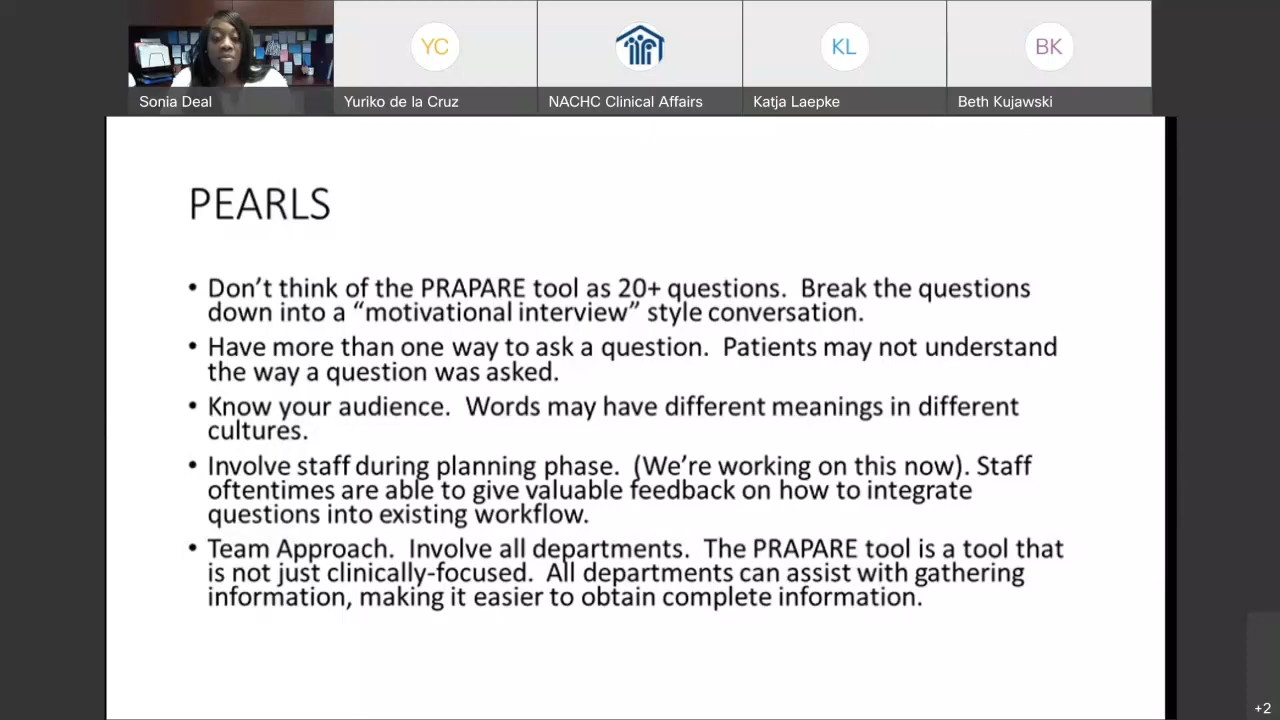 YC
KL
BK
Sonia Deal
Yuriko de la Cruz
NACHC Clinical Affairs
Katja Laepke
Beth Kujawski
PEARLS
• Don’t think of the PRAPARE tool as 20+ questions.  Break the questions
down into a “motivational interview” style conversation.
• Have more than one way to ask a question.  Patients may not understand
the way a question was asked.
• Know your audience.  Words may have different meanings in different
cultures.
• Involve staff during planning phase.  (We’re working on this now). Staff
oftentimes are able to give valuable feedback on how to integrate
questions into existing workflow.
• Team Approach.  Involve all departments.  The PRAPARE tool is a tool that
is not just clinically-focused.  All departments can assist with gathering
information, making it easier to obtain complete information.
+2